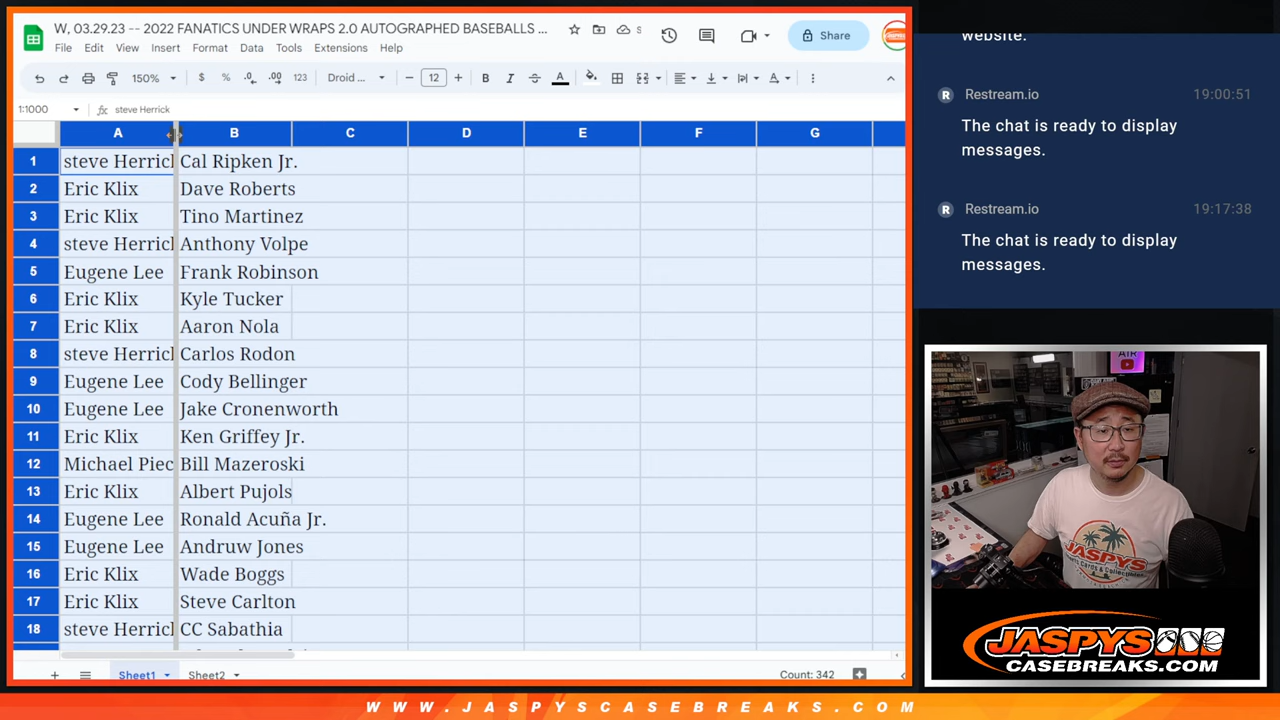 W, 03.29.23 -- 2022 FANATICS UNDER WRAPS 2.0 AUTOGRAPHED BASEBALLS ...
File Edit View Insert Format Data Tools Extensions Help
Share
150% $ % .0 .00 123 Droid ... 12 B I A
1:1000 fx steve Herrick
A B C D E F G
1 steve Herrick Cal Ripken Jr.
2 Eric Klix Dave Roberts
3 Eric Klix Tino Martinez
4 steve Herrick Anthony Volpe
5 Eugene Lee Frank Robinson
6 Eric Klix Kyle Tucker
7 Eric Klix Aaron Nola
8 steve Herrick Carlos Rodon
9 Eugene Lee Cody Bellinger
10 Eugene Lee Jake Cronenworth
11 Eric Klix Ken Griffey Jr.
12 Michael Piec Bill Mazeroski
13 Eric Klix Albert Pujols
14 Eugene Lee Ronald Acuña Jr.
15 Eugene Lee Andruw Jones
16 Eric Klix Wade Boggs
17 Eric Klix Steve Carlton
18 steve Herrick CC Sabathia
Sheet1 Sheet2 Count: 342
website.
R Restream.io 19:00:51
The chat is ready to display
messages.
R Restream.io 19:17:38
The chat is ready to display
messages.
AIR
JASPYS
JASPYS
CASEBREAKS.COM
WWW.JASPYSCASEBREAKS.COM